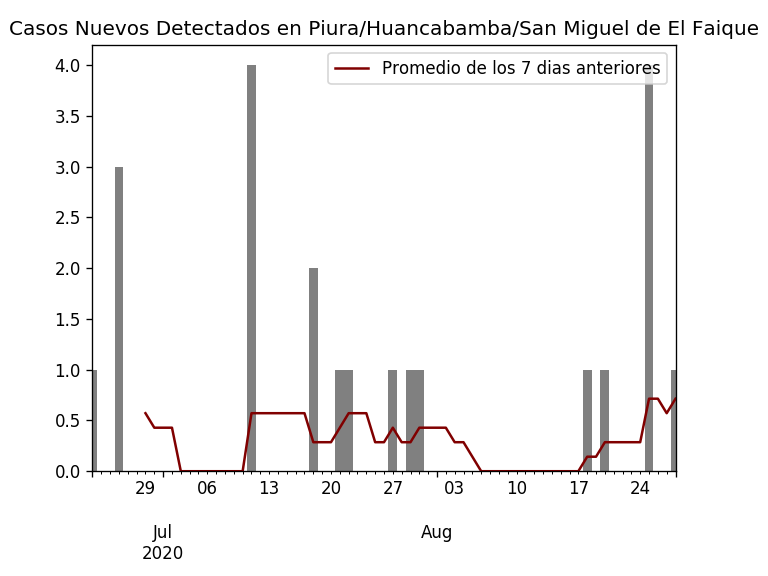 Casos Nuevos Detectados en Piura/Huancabamba/San Miguel de El Faique
Promedio de los 7 dias anteriores
4.0
3.5
3.0
2.5
2.0
1.5
1.0
0.5
0.0
29 06 13 20 27 03 10 17 24
Jul Aug
2020